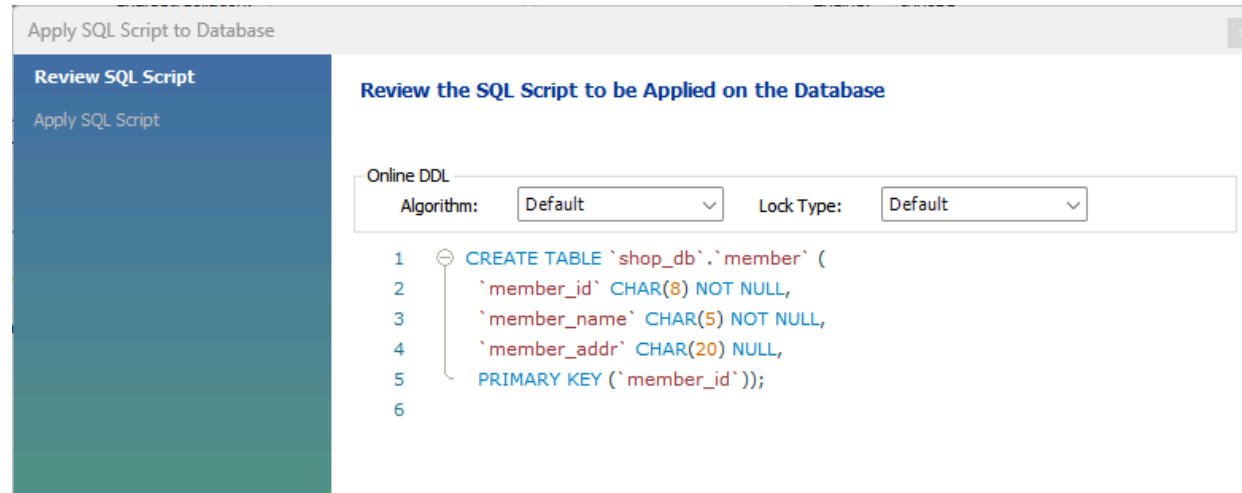 Apply SQL Script to Database
Review SQL Script
Apply SQL Script
Review the SQL Script to be Applied on the Database
Online DDL
Algorithm: Default Lock Type: Default
1 CREATE TABLE `shop_db`.`member` (
2 `member_id` CHAR(8) NOT NULL,
3 `member_name` CHAR(5) NOT NULL,
4 `member_addr` CHAR(20) NULL,
5 PRIMARY KEY (`member_id`));
6